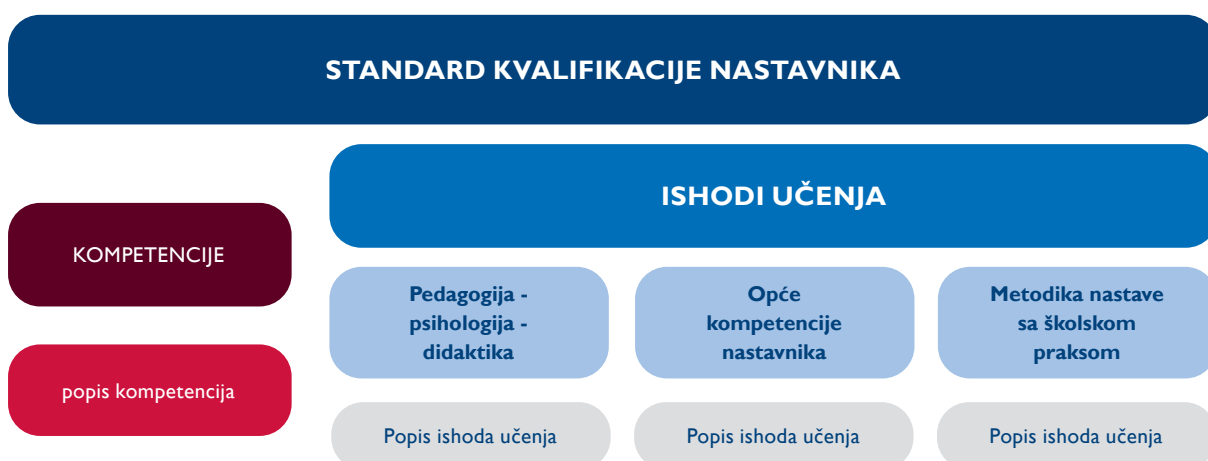 STANDARD KVALIFIKACIJE NASTAVNIKA
ISHODI UČENJA
KOMPETENCIJE
popis kompetencija
Pedagogija -
psihologija -
didaktika
Opće
kompetencije
nastavnika
Metodika nastave
sa školskom
praksom
Popis ishoda učenja
Popis ishoda učenja
Popis ishoda učenja